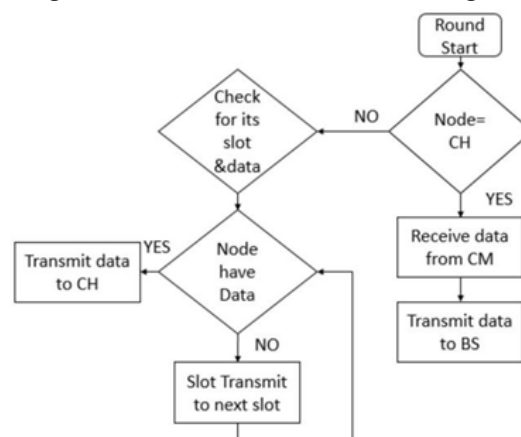 Round
Start
Node=
CH
NO
YES
Check
for its
slot
&data
Receive data
from CM
Transmit data
to BS
Node
have
Data
YES
Transmit data
to CH
NO
Slot Transmit
to next slot